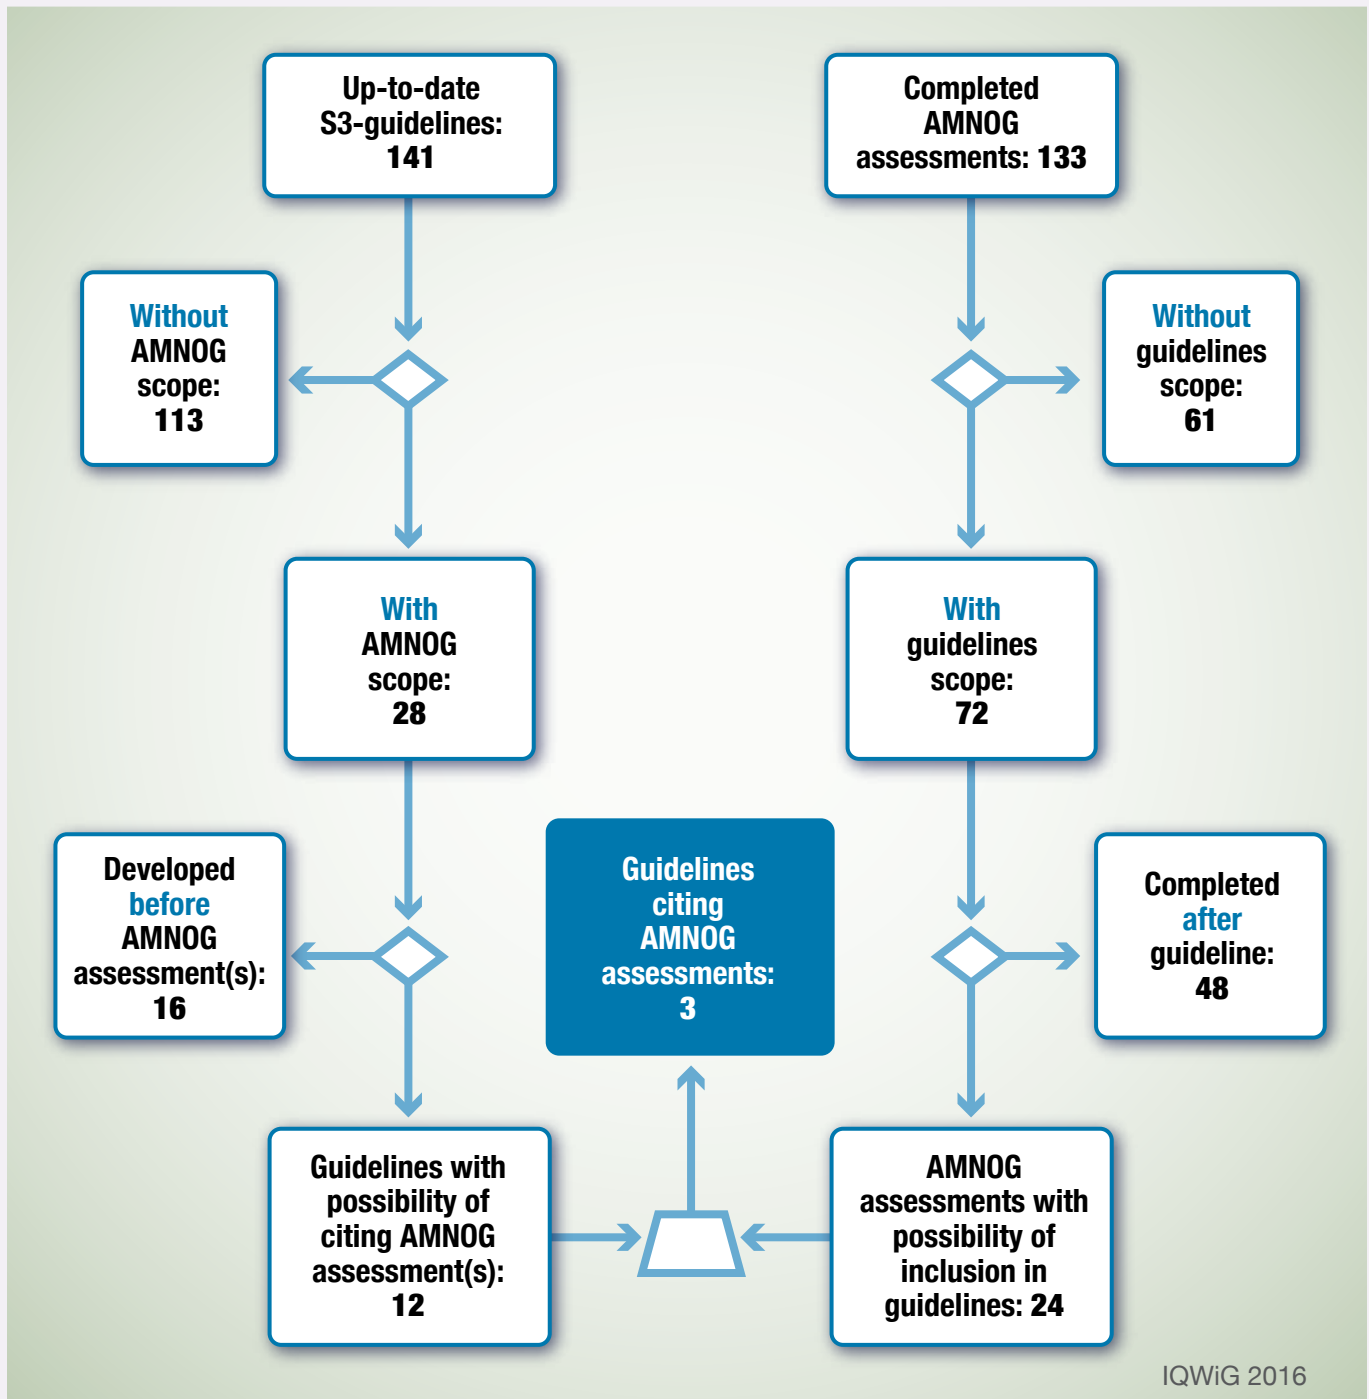 Up-to-date
S3-guidelines:
141
Completed
AMNOG
assessments: 133
Without
AMNOG
scope:
113
Without
guidelines
scope:
61
With
AMNOG
scope:
28
With
guidelines
scope:
72
Developed
before
AMNOG
assessment(s):
16
Guidelines
citing
AMNOG
assessments:
3
Completed
after
guideline:
48
Guidelines with
possibility of
citing AMNOG
assessment(s):
12
AMNOG
assessments with
possibility of
inclusion in
guidelines: 24
IQWiG 2016